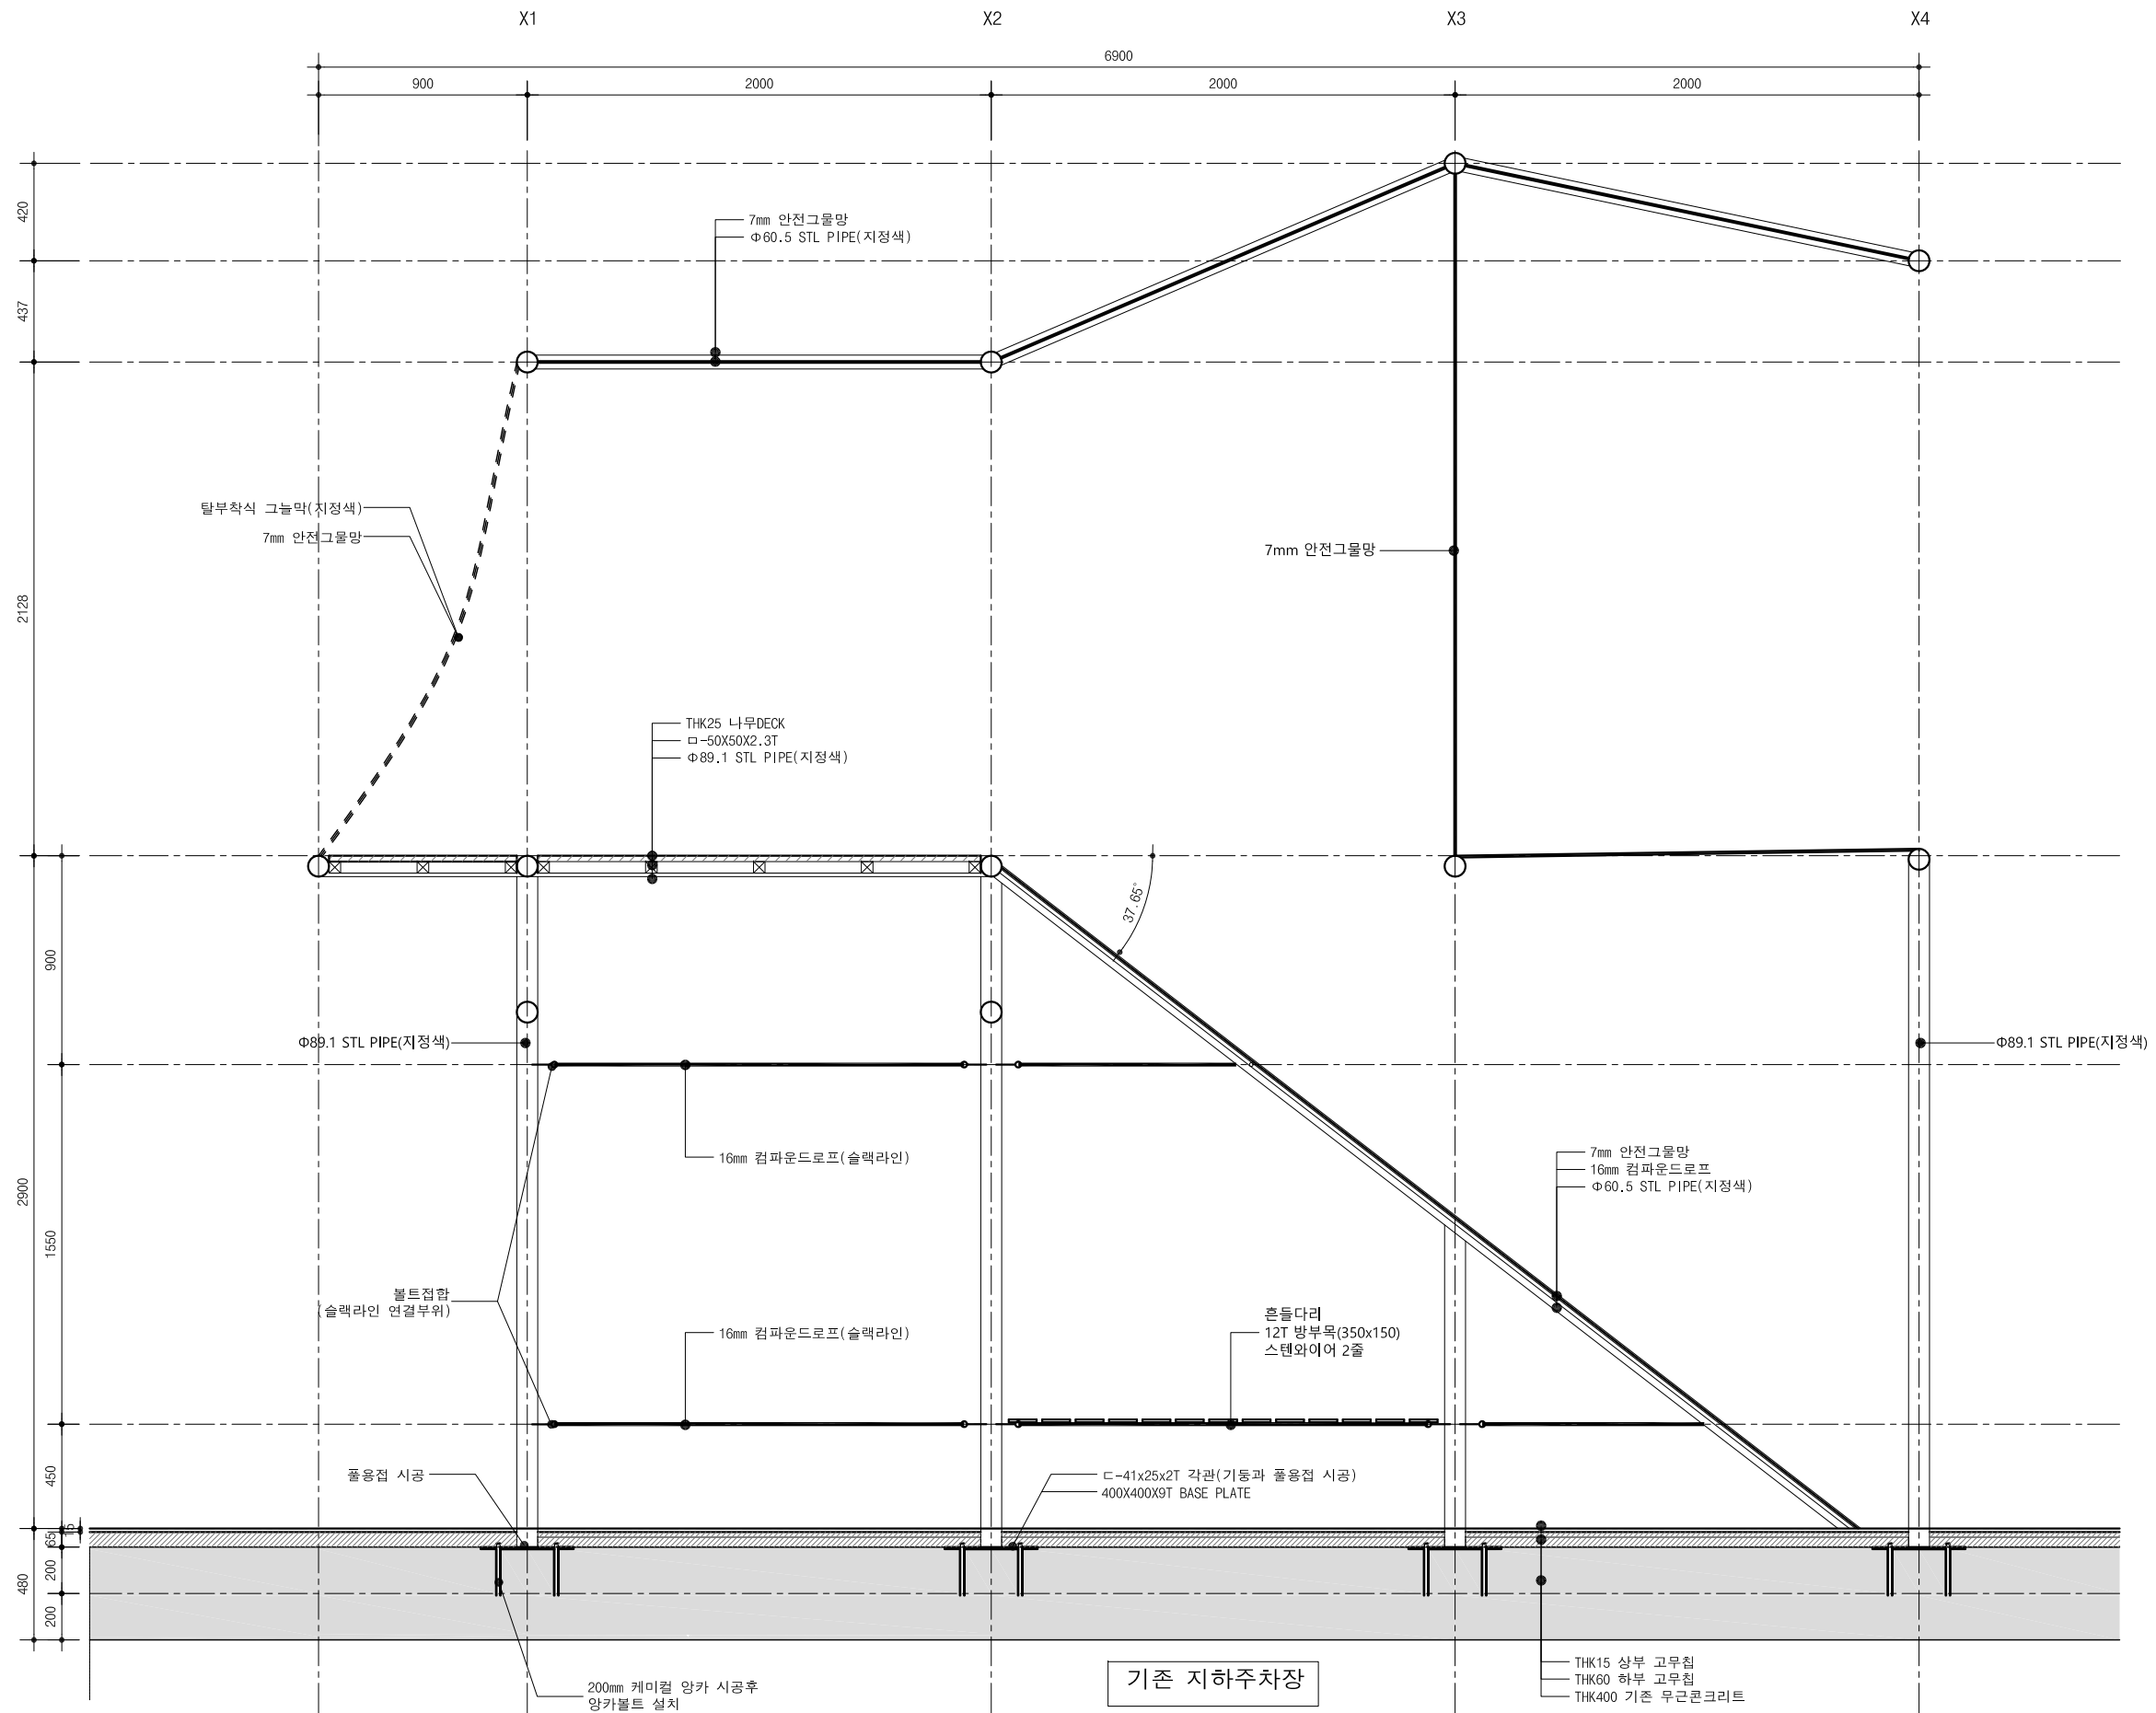 X1
X2
X3
X4
6900
900
2000
2000
2000
420
437
2128
900
2900
1550
450
15
65
480
200
200
7mm 안전그물망
Φ60.5 STL PIPE(지정색)
탈부착식 그늘막(지정색)
7mm 안전그물망
7mm 안전그물망
THK25 나무DECK
ㅁ-50X50X2.3T
Φ89.1 STL PIPE(지정색)
37.65°
Φ89.1 STL PIPE(지정색)
Φ89.1 STL PIPE(지정색)
16mm 컴파운드로프(슬랙라인)
7mm 안전그물망
16mm 컴파운드로프
Φ60.5 STL PIPE(지정색)
볼트접합
(슬랙라인 연결부위)
16mm 컴파운드로프(슬랙라인)
흔들다리
12T 방부목(350x150)
스텐와이어 2줄
풀용접 시공
ㄷ-41x25x2T 각관(기둥과 풀용접 시공)
400X400X9T BASE PLATE
200mm 케미컬 앙카 시공후
앙카볼트 설치
기존 지하주차장
THK15 상부 고무칩
THK60 하부 고무칩
THK400 기존 무근콘크리트